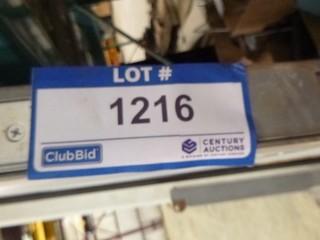 LOT #
1216
ClubBid
CENTURY
AUCTIONS